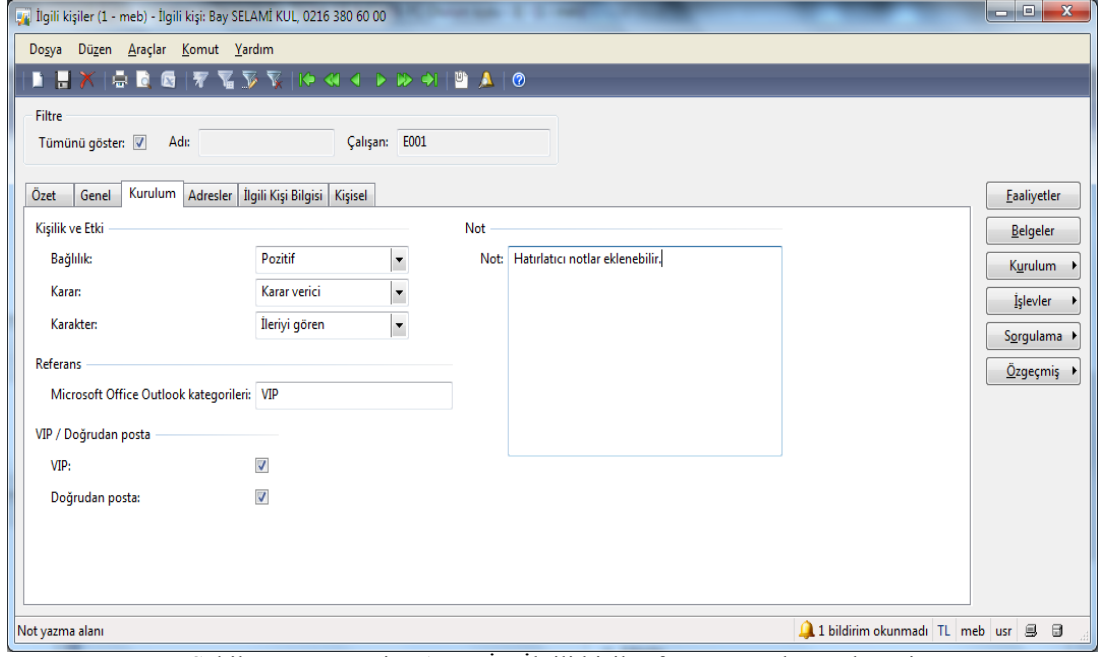 İlgili kişiler (1 - meb) - İlgili kişi: Bay SELAMİ KUL, 0216 380 60 00
Dosya Düzen Araçlar Komut Yardım
Filtre
Tümünü göster: Adı: Çalışan: E001
Özet Genel Kurulum Adresler İlgili Kişi Bilgisi Kişisel
Kişilik ve Etki
Bağlılık: Pozitif
Karar: Karar verici
Karakter: İleriyi gören
Referans
Microsoft Office Outlook kategorileri: VIP
VIP / Doğrudan posta
VIP:
Doğrudan posta:
Not
Not: Hatırlatıcı notlar eklenebilir.
Faaliyetler
Belgeler
Kurulum
İşlevler
Sorgulama
Özgeçmiş
Not yazma alanı
1 bildirim okunmadı TL meb usr